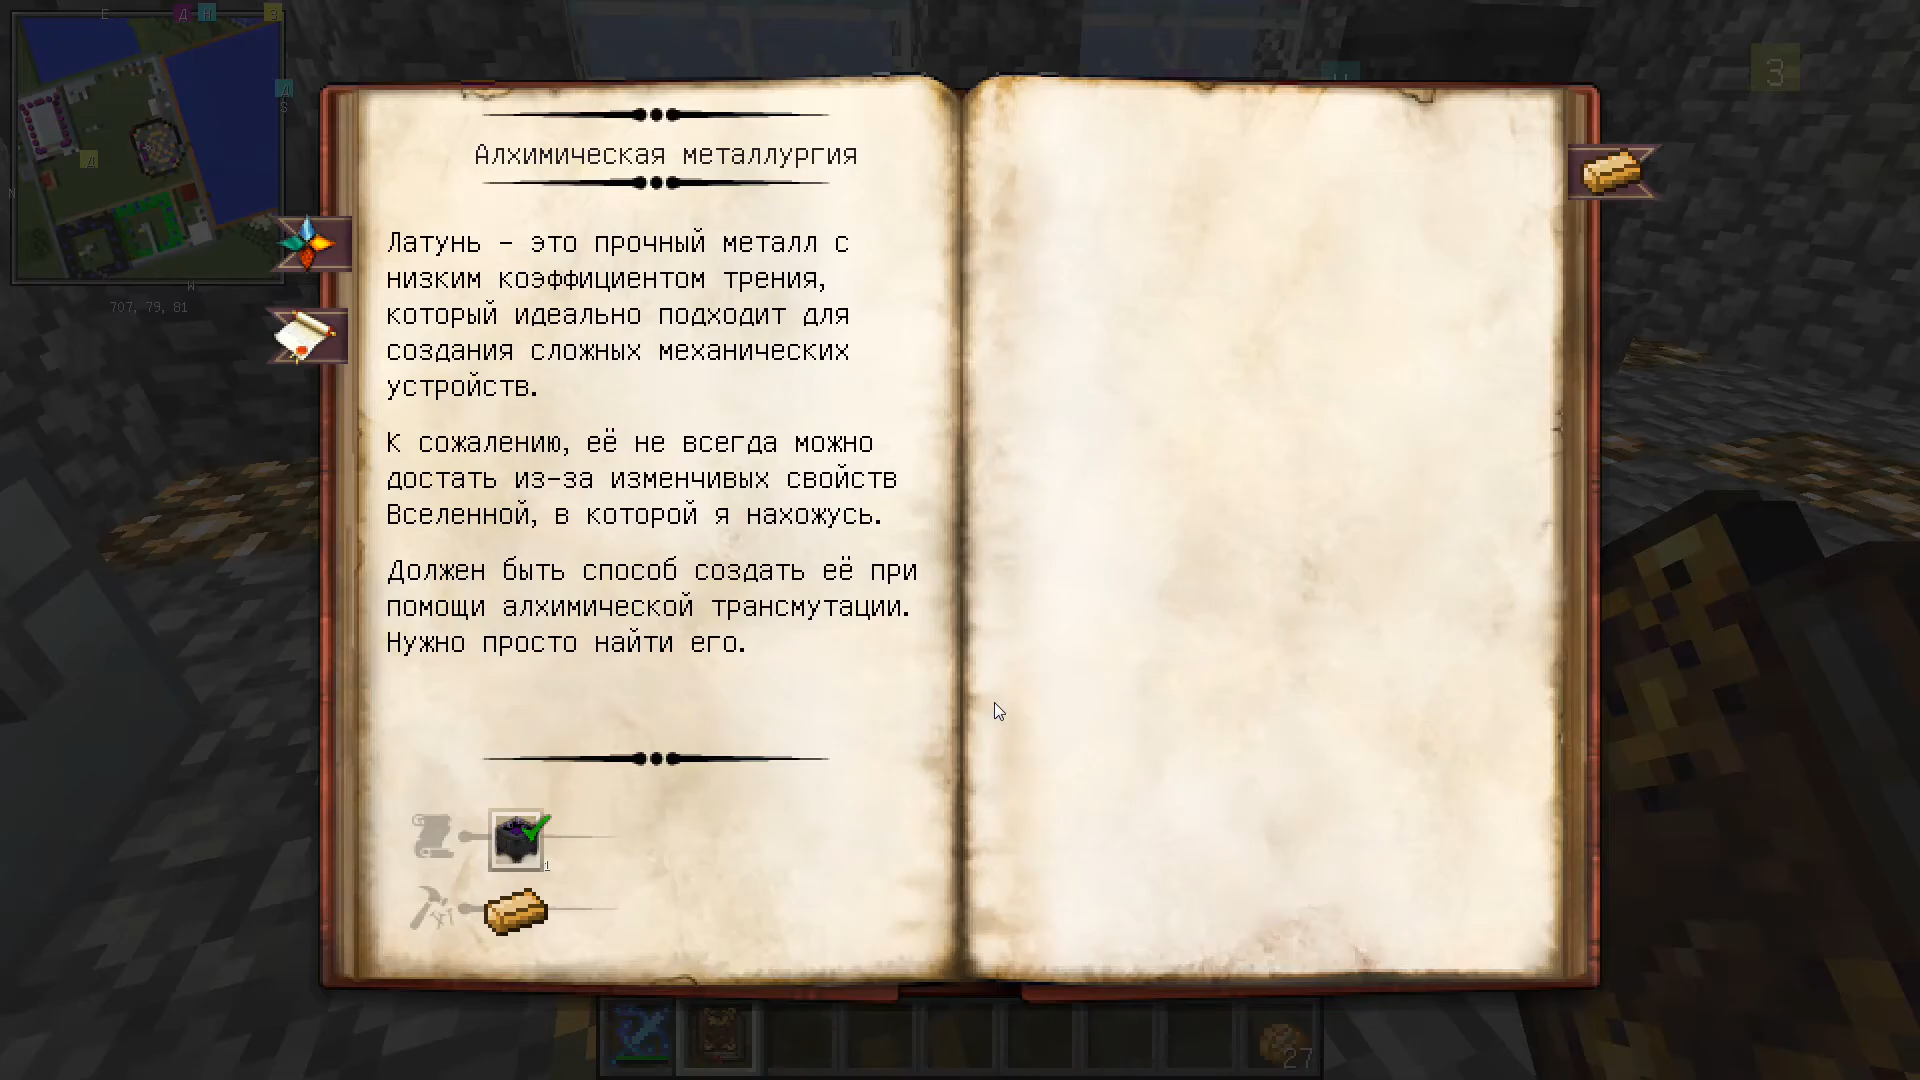 E
Д
Н
З
Д
S
Д
N
W
707, 79, 81
З
Алхимическая металлургия
Латунь - это прочный металл с
низким коэффициентом трения,
который идеально подходит для
создания сложных механических
устройств.
К сожалению, её не всегда можно
достать из-за изменчивых свойств
Вселенной, в которой я нахожусь.
Должен быть способ создать её при
помощи алхимической трансмутации.
Нужно просто найти его.
1
27